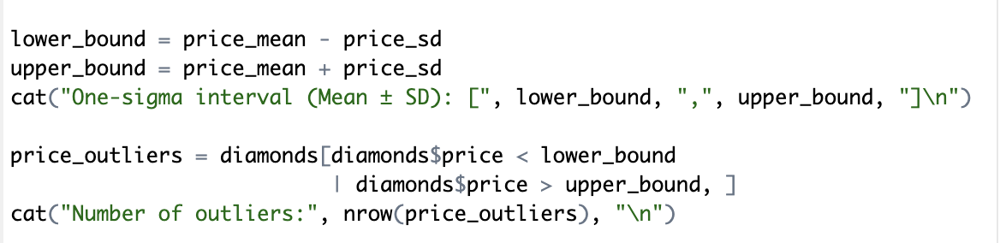 lower_bound = price_mean - price_sd
upper_bound = price_mean + price_sd
cat("One-sigma interval (Mean ± SD): [", lower_bound, ",", upper_bound, "]\n")
price_outliers = diamonds[diamonds$price < lower_bound
| diamonds$price > upper_bound, ]
cat("Number of outliers:", nrow(price_outliers), "\n")